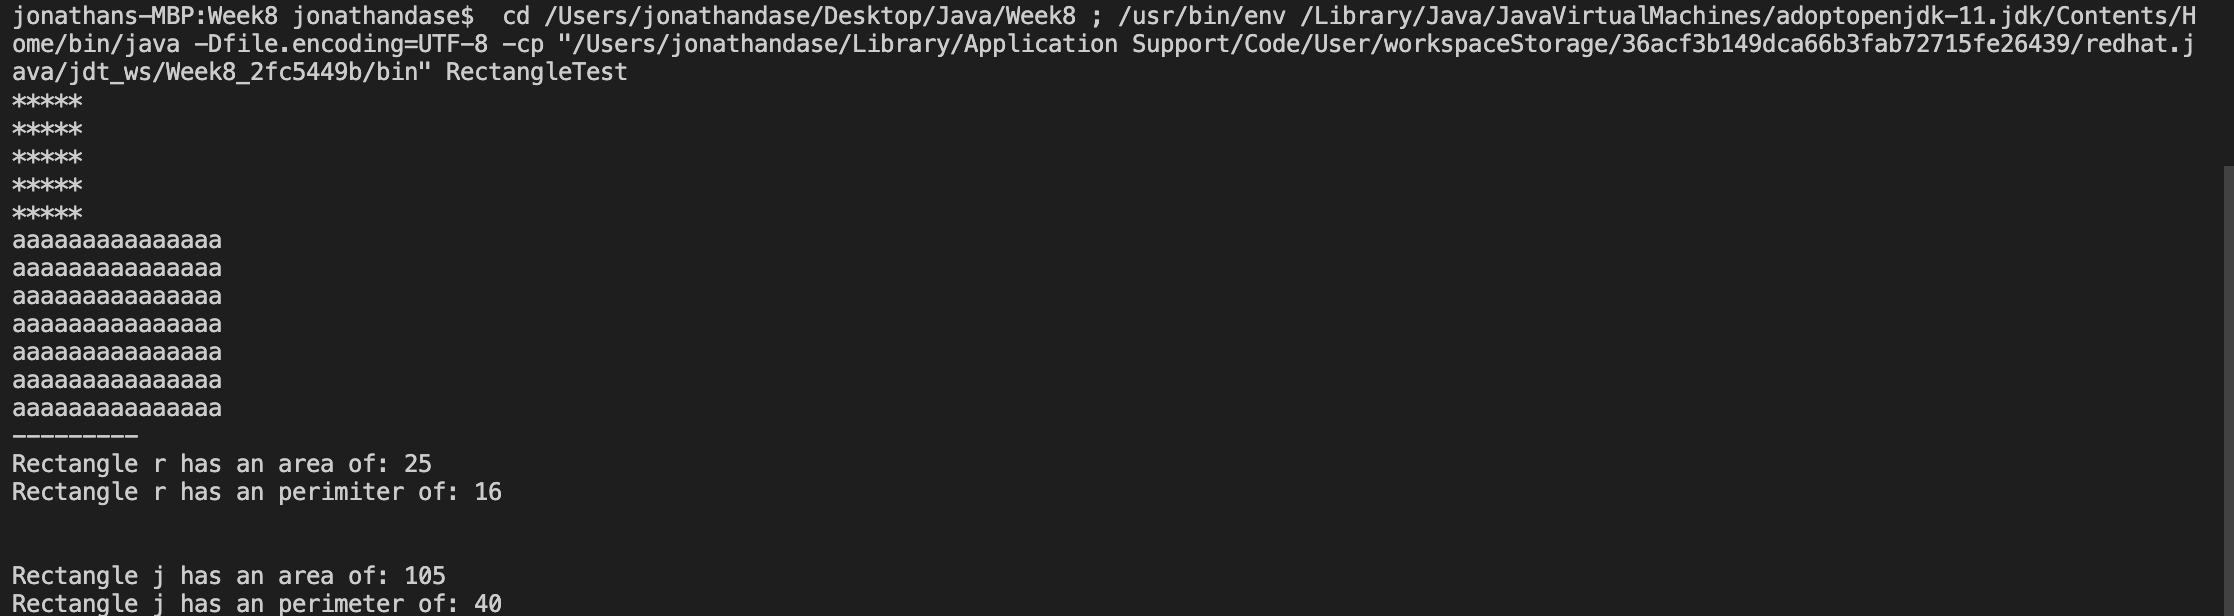 jonathans-MBP:Week8 jonathandase$  cd /Users/jonathandase/Desktop/Java/Week8 ; /usr/bin/env /Library/Java/JavaVirtualMachines/adoptopenjdk-11.jdk/Contents/H
ome/bin/java -Dfile.encoding=UTF-8 -cp "/Users/jonathandase/Library/Application Support/Code/User/workspaceStorage/36acf3b149dca66b3fab72715fe26439/redhat.j
ava/jdt_ws/Week8_2fc5449b/bin" RectangleTest
*****
*****
*****
*****
*****
aaaaaaaaaaaaaaa
aaaaaaaaaaaaaaa
aaaaaaaaaaaaaaa
aaaaaaaaaaaaaaa
aaaaaaaaaaaaaaa
aaaaaaaaaaaaaaa
aaaaaaaaaaaaaaa
---------
Rectangle r has an area of: 25
Rectangle r has an perimiter of: 16
Rectangle j has an area of: 105
Rectangle j has an perimeter of: 40